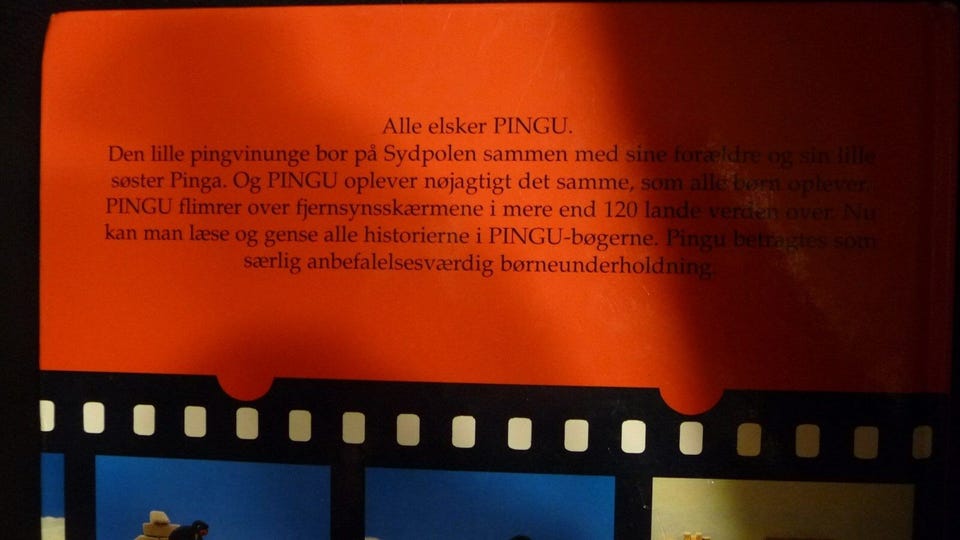 Alle elsker PINGU.
Den lille pingvinunge bor på Sydpolen sammen med sine forældre og sin lille
søster Pinga. Og PINGU oplever nøjagtigt det samme, som alle børn oplever.
PINGU flimrer over fjernsynsskærmene i mere end 120 lande verden over. Nu
kan man læse og gense alle historierne i PINGU-bøgerne. Pingu betragtes som
særlig anbefalelsesværdig børneunderholdning.